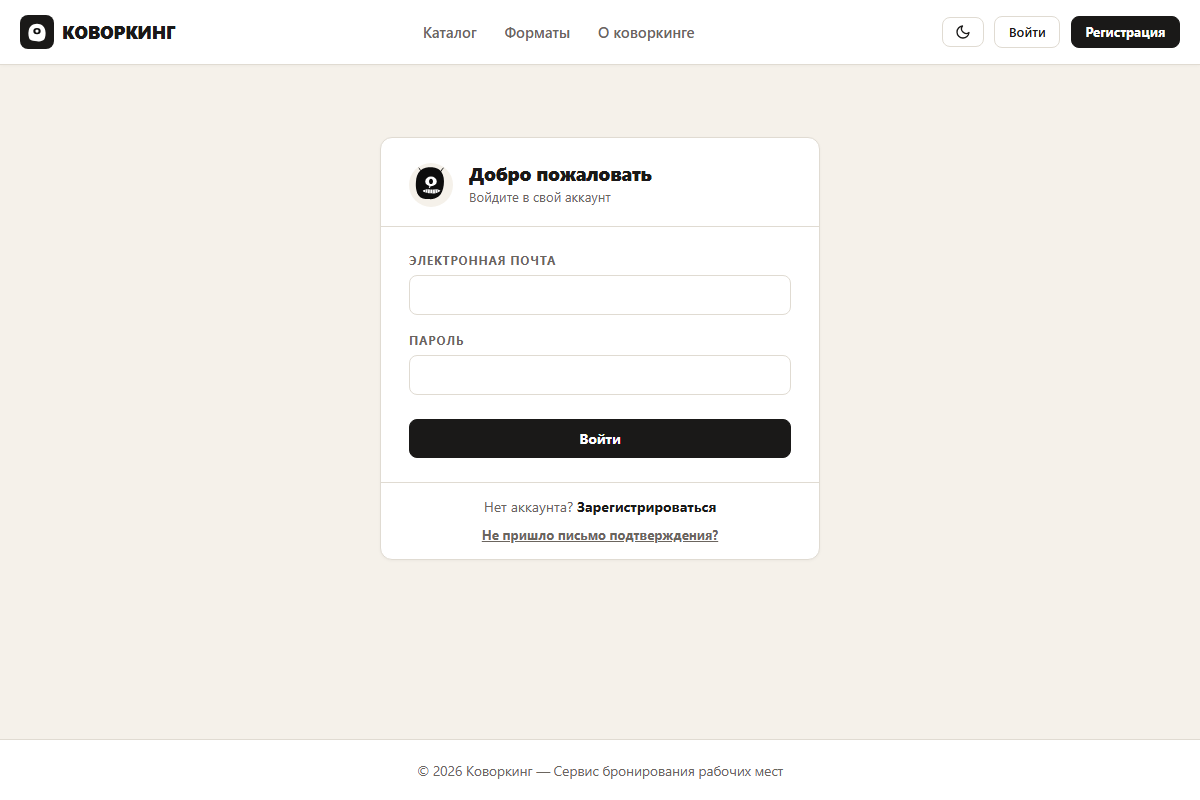 КОВОРКИНГ
Каталог
Форматы
О коворкинге
Войти
Регистрация
Добро пожаловать
Войдите в свой аккаунт
ЭЛЕКТРОННАЯ ПОЧТА
ПАРОЛЬ
Войти
Нет аккаунта? Зарегистрироваться
Не пришло письмо подтверждения?
© 2026 Коворкинг — Сервис бронирования рабочих мест